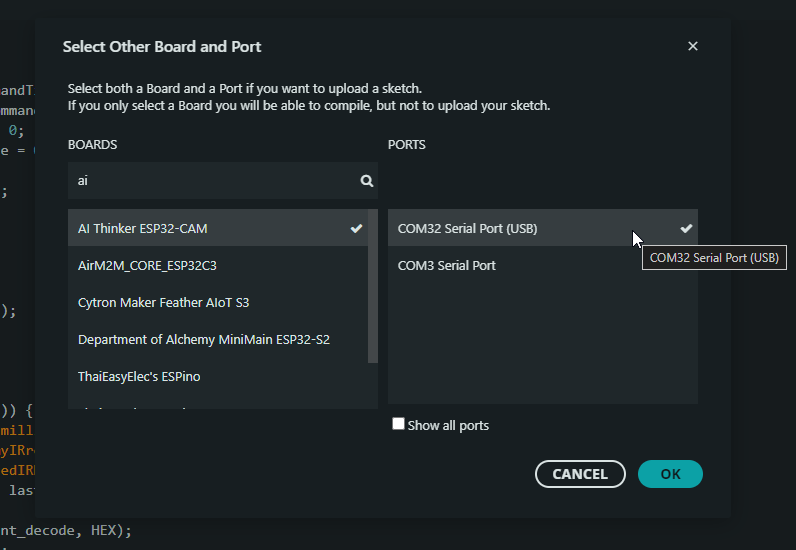 Select Other Board and Port
Select both a Board and a Port if you want to upload a sketch.
If you only select a Board you will be able to compile, but not to upload your sketch.
BOARDS
PORTS
ai
AI Thinker ESP32-CAM
AirM2M_CORE_ESP32C3
Cytron Maker Feather AIoT S3
Department of Alchemy MiniMain ESP32-S2
ThaiEasyElec's ESPino
COM32 Serial Port (USB)
COM3 Serial Port
COM32 Serial Port (USB)
Show all ports
CANCEL
OK
andT
mmand
0;
e =
;
);
)) {
mill
yIRr
edIR
las
nt_decode, HEX);